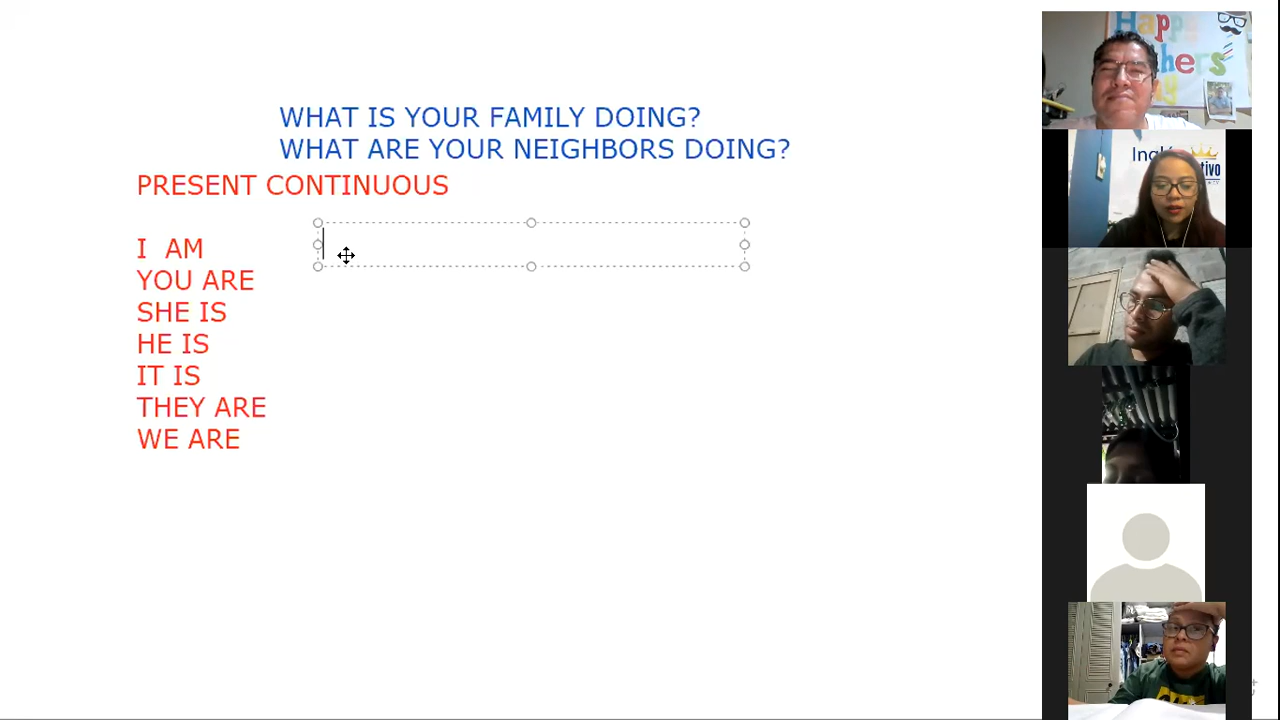 WHAT IS YOUR FAMILY DOING?
WHAT ARE YOUR NEIGHBORS DOING?
PRESENT CONTINUOUS
I AM
YOU ARE
SHE IS
HE IS
IT IS
THEY ARE
WE ARE